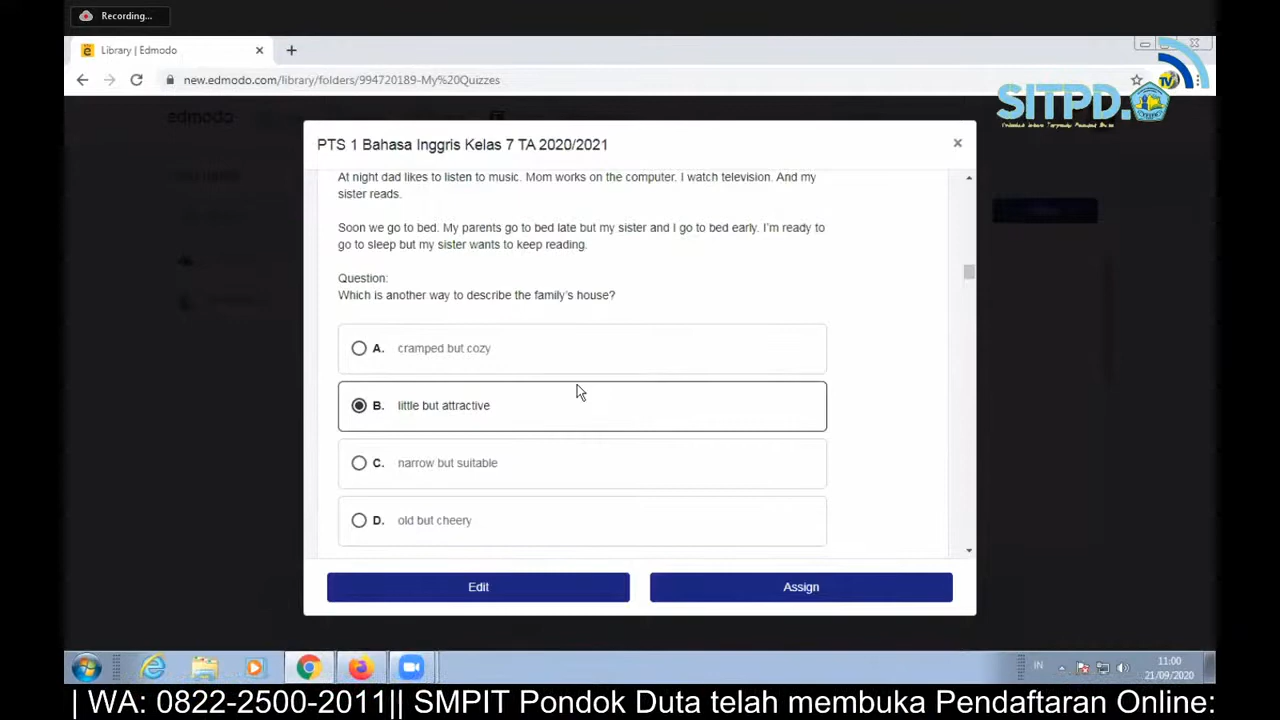 Recording...
Library | Edmodo
new.edmodo.com/library/folders/994720189-My%20Quizzes
TV
SITPD.
edmodo
PTS 1 Bahasa Inggris Kelas 7 TA 2020/2021
At night dad likes to listen to music. Mom works on the computer. I watch television. And my
sister reads.
Soon we go to bed. My parents go to bed late but my sister and I go to bed early. I'm ready to
go to sleep but my sister wants to keep reading.
Question:
Which is another way to describe the family's house?
A. cramped but cozy
B. little but attractive
C. narrow but suitable
D. old but cheery
Edit
Assign
IN
11:00
21/09/2020
| WA: 0822-2500-2011|| SMPIT Pondok Duta telah membuka Pendaftaran Online: